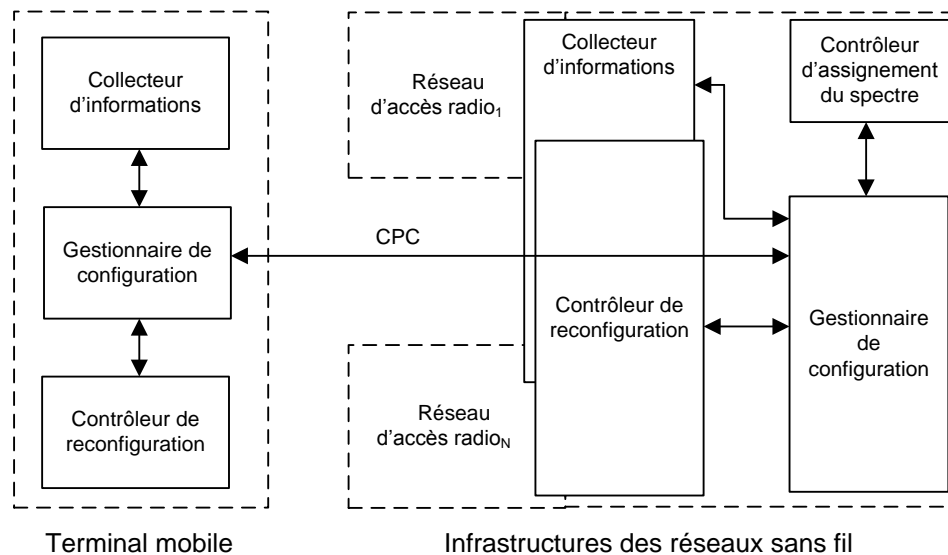 Collecteur
d'informations
Gestionnaire de
configuration
Contrôleur de
reconfiguration
Terminal mobile
Réseau
d'accès radio₁
Collecteur
d'informations
Contrôleur
d'assignement
du spectre
CPC
Contrôleur de
reconfiguration
Gestionnaire
de
configuration
Réseau
d'accès radioN
Infrastructures des réseaux sans fil